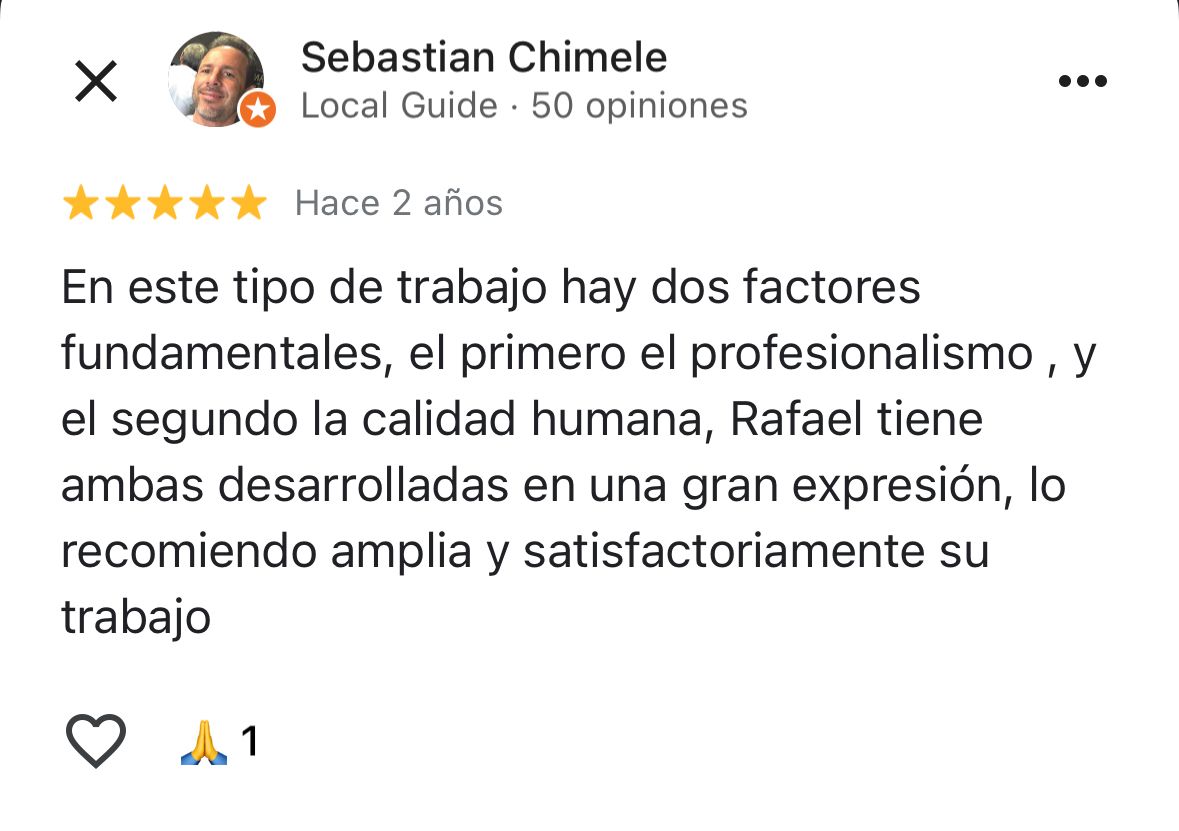 Sebastian Chimele
Local Guide · 50 opiniones
Hace 2 años
En este tipo de trabajo hay dos factores
fundamentales, el primero el profesionalismo , y
el segundo la calidad humana, Rafael tiene
ambas desarrolladas en una gran expresión, lo
recomiendo amplia y satisfactoriamente su
trabajo
🙏 1